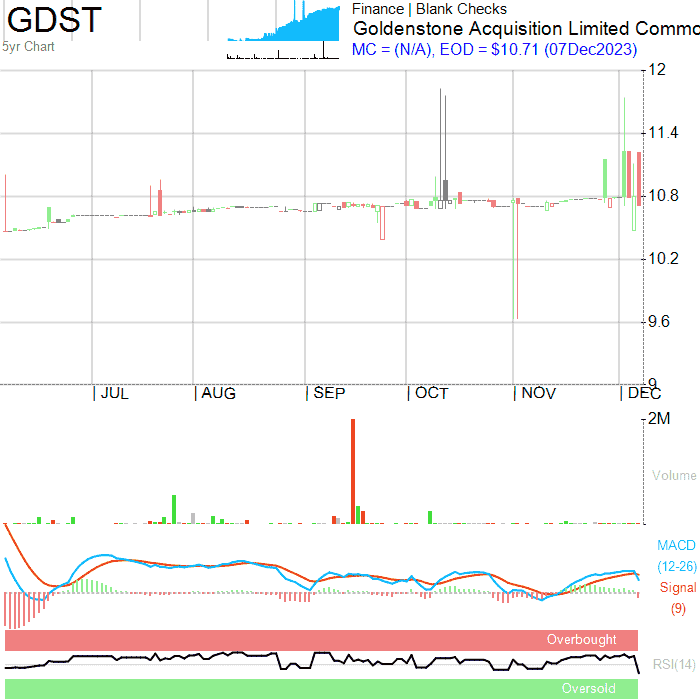 GDST
5yr Chart
Finance | Blank Checks
Goldenstone Acquisition Limited Commo
MC = (N/A), EOD = $10.71 (07Dec2023)
12
11.4
10.8
10.2
9.6
9
JUL AUG SEP OCT NOV DEC
2M
Volume
MACD
(12-26)
Signal
(9)
Overbought
RSI(14)
Oversold